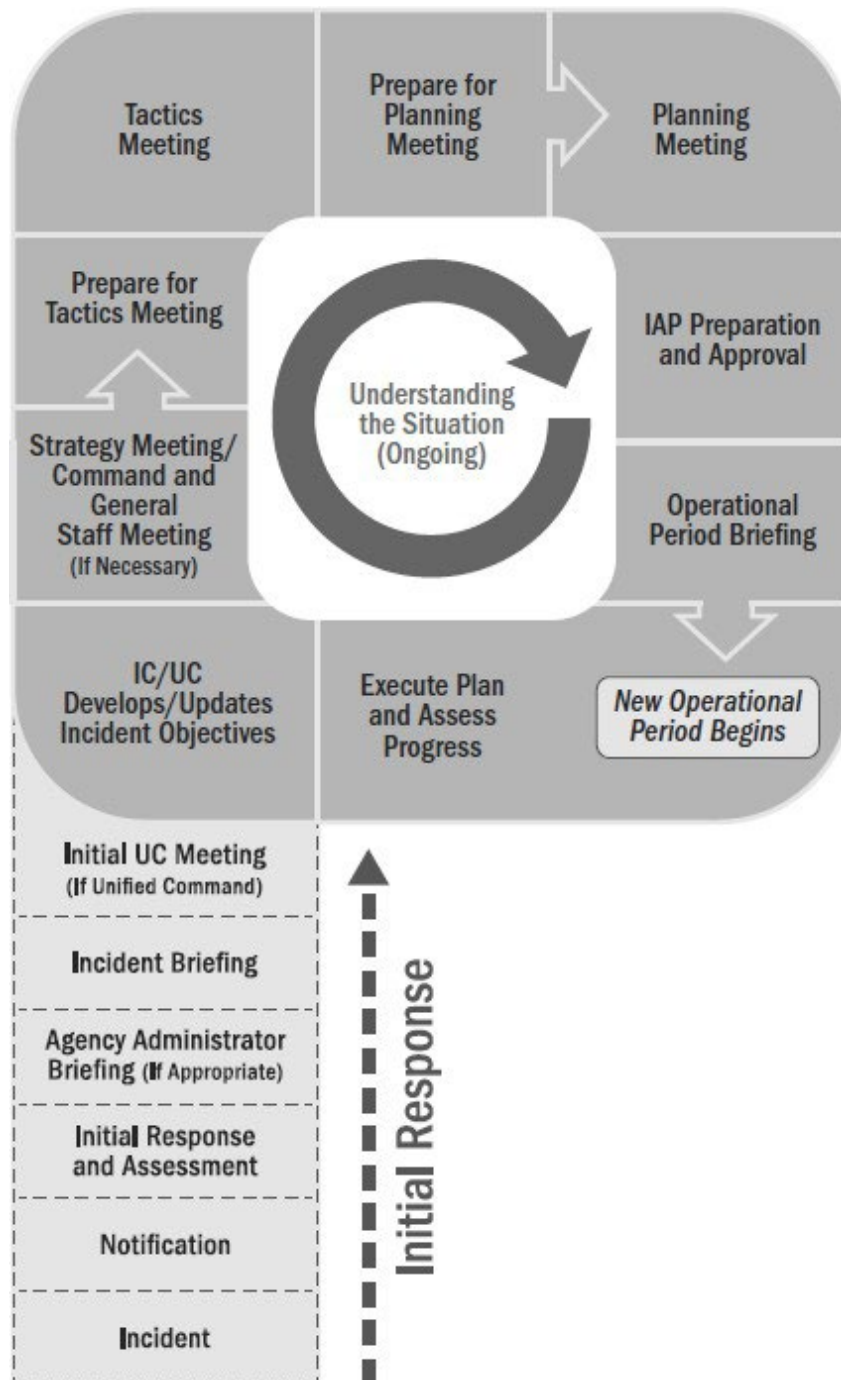 Tactics
Meeting
Prepare for
Planning
Meeting
Planning
Meeting
Prepare for
Tactics Meeting
IAP Preparation
and Approval
Understanding
the Situation
(Ongoing)
Strategy Meeting/
Command and
General
Staff Meeting
(If Necessary)
Operational
Period Briefing
IC/UC
Develops/Updates
Incident Objectives
Execute Plan
and Assess
Progress
New Operational
Period Begins
Initial UC Meeting
(If Unified Command)
Incident Briefing
Agency Administrator
Briefing (If Appropriate)
Initial Response
and Assessment
Notification
Incident
Initial Response